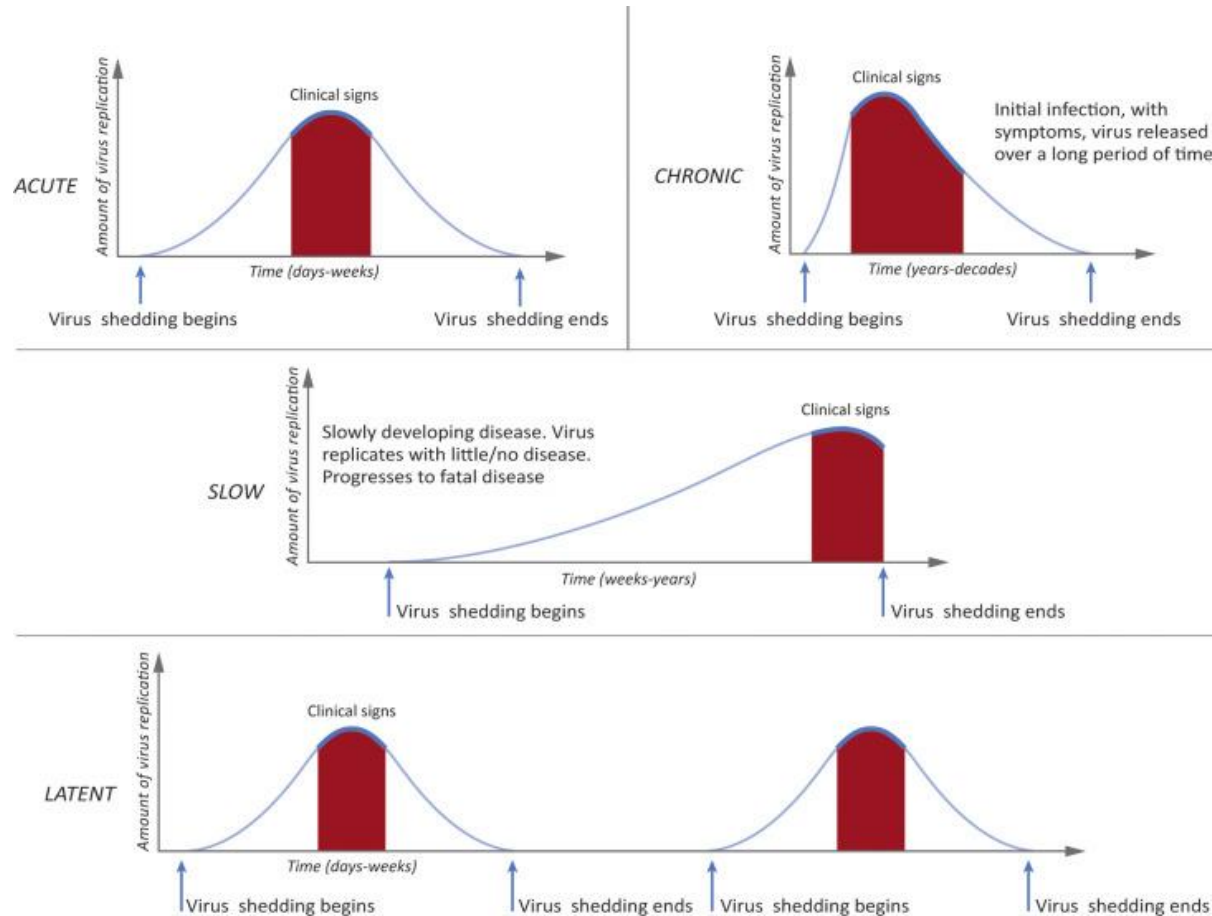 ACUTE
Amount of virus replication
Clinical signs
Time (days-weeks)
Virus shedding begins
Virus shedding ends
CHRONIC
Amount of virus replication
Clinical signs
Initial infection, with
symptoms, virus released
over a long period of time
Time (years-decades)
Virus shedding begins
Virus shedding ends
SLOW
Amount of virus replication
Slowly developing disease. Virus
replicates with little/no disease.
Progresses to fatal disease
Clinical signs
Time (weeks-years)
Virus shedding begins
Virus shedding ends
LATENT
Amount of virus replication
Clinical signs
Time (days-weeks)
Virus shedding begins
Virus shedding ends
Virus shedding begins
Virus shedding ends